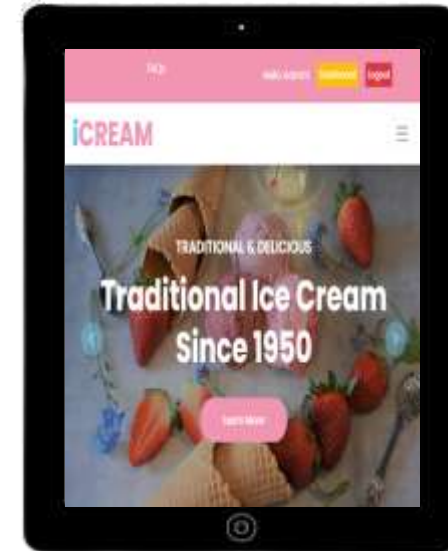 FAQs
Hello, Admin! Dashboard Logout
iCREAM
TRADITIONAL & DELICIOUS
Traditional Ice Cream
Since 1950
Learn More